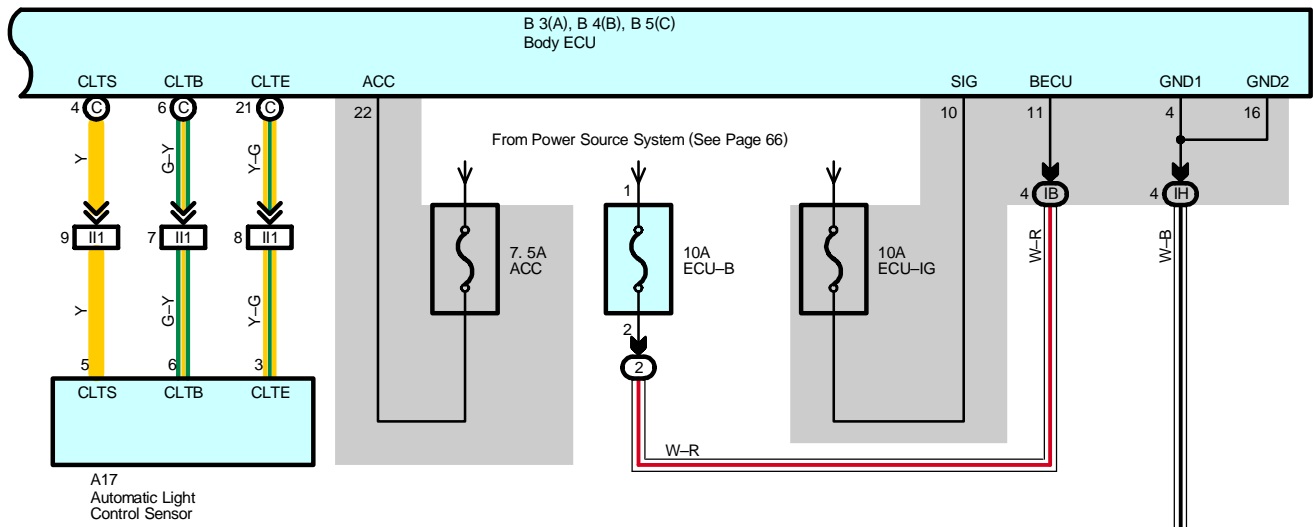 B 3(A), B 4(B), B 5(C)
Body ECU
CLTS CLTB CLTE ACC SIG BECU GND1 GND2
4 C 6 C 21 C 22 10 11 4 16
From Power Source System (See Page 66)
Y G–Y Y–G
1
4 IB 4 IH
9 II1 7 II1 8 II1
7. 5A
ACC
10A
ECU–B
10A
ECU–IG
W–R W–B
Y G–Y Y–G
2
2
5 6 3
CLTS CLTB CLTE
W–R
A17
Automatic Light
Control Sensor